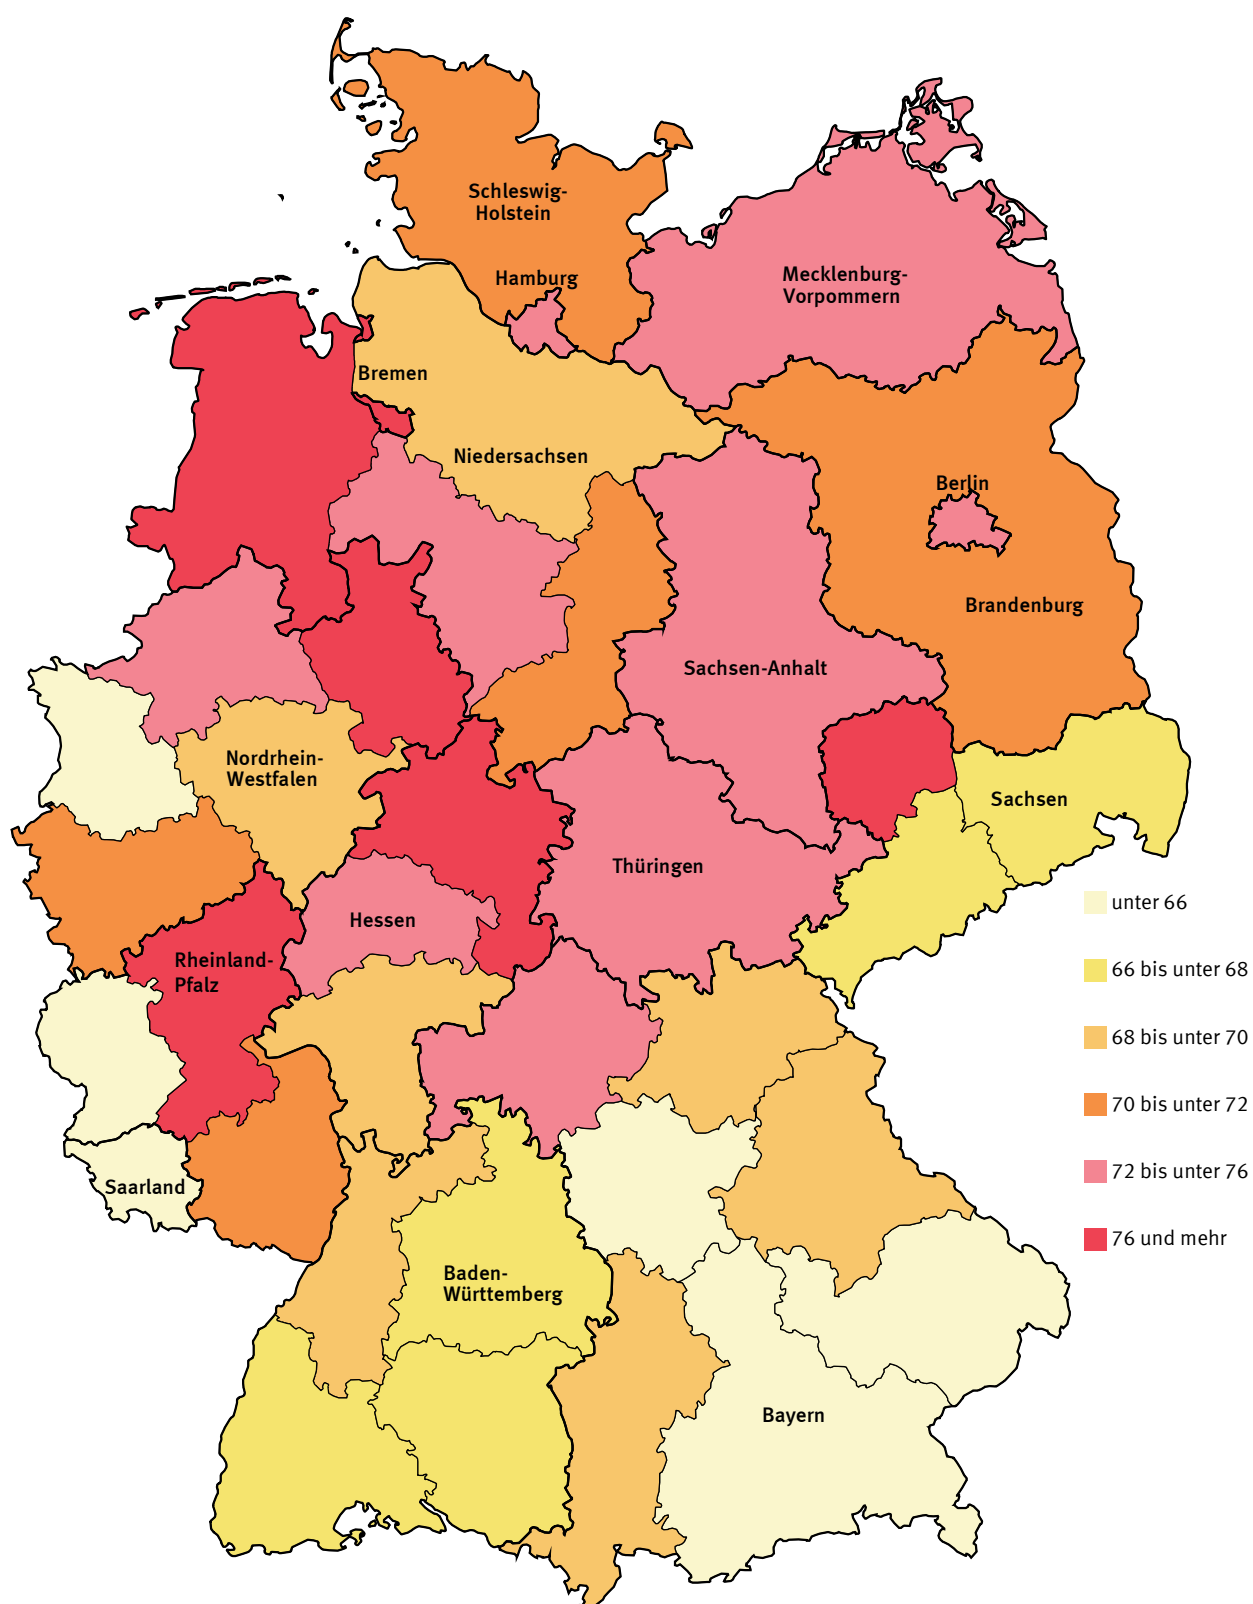 Schleswig-
Holstein
Hamburg
Mecklenburg-
Vorpommern
Bremen
Niedersachsen
Berlin
Brandenburg
Sachsen-Anhalt
Nordrhein-
Westfalen
Sachsen
Thüringen
Hessen
Rheinland-
Pfalz
Saarland
Baden-
Württemberg
Bayern
unter 66
66 bis unter 68
68 bis unter 70
70 bis unter 72
72 bis unter 76
76 und mehr